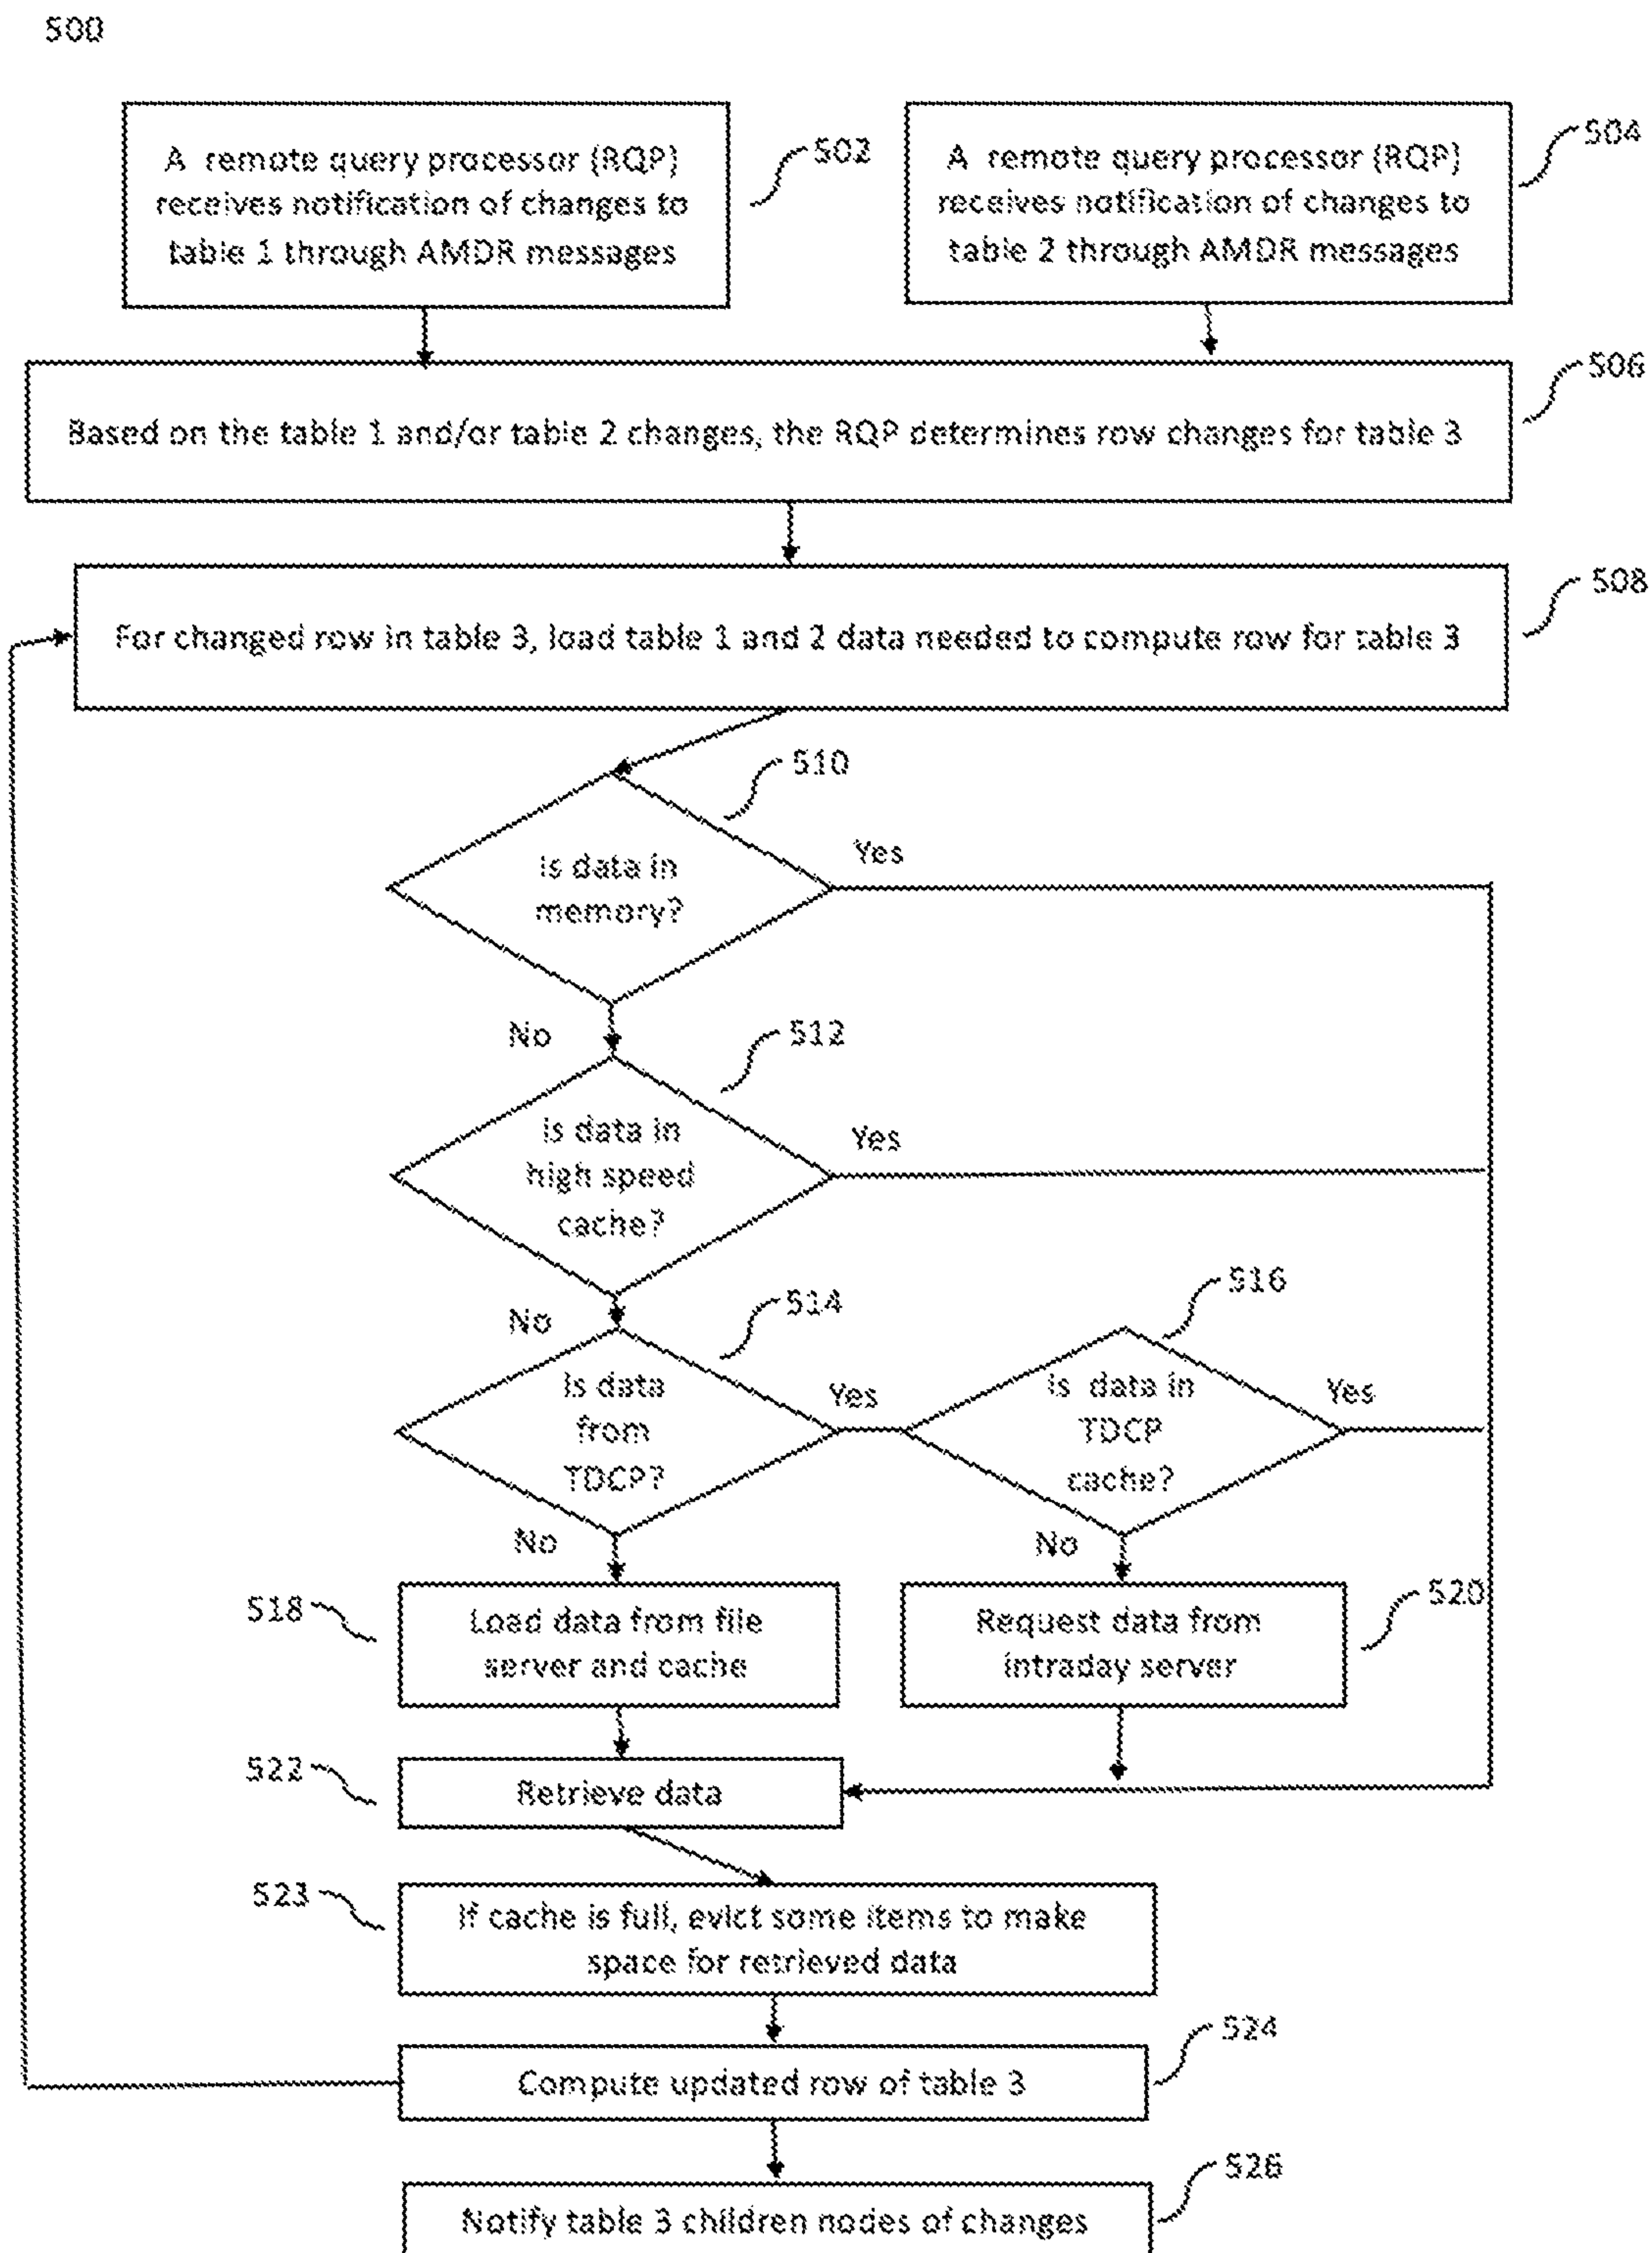 500
A remote query processor (RQP)
receives notification of changes to
table 1 through AMDR messages
502
A remote query processor (RQP)
receives notification of changes to
table 2 through AMDR messages
504
Based on the table 1 and/or table 2 changes, the RQP determines row changes for table 3
506
For changed row in table 3, load table 1 and 2 data needed to compute row for table 3
508
510
Is data in
memory?
Yes
No
512
Is data in
high speed
cache?
Yes
No
514
Is data
from
TDCP?
Yes
516
Is data in
TDCP
cache?
Yes
No
No
518
Load data from file
server and cache
Request data from
intraday server
520
522
Retrieve data
523
If cache is full, evict some items to make
space for retrieved data
524
Compute updated row of table 3
526
Notify table 3 children nodes of changes